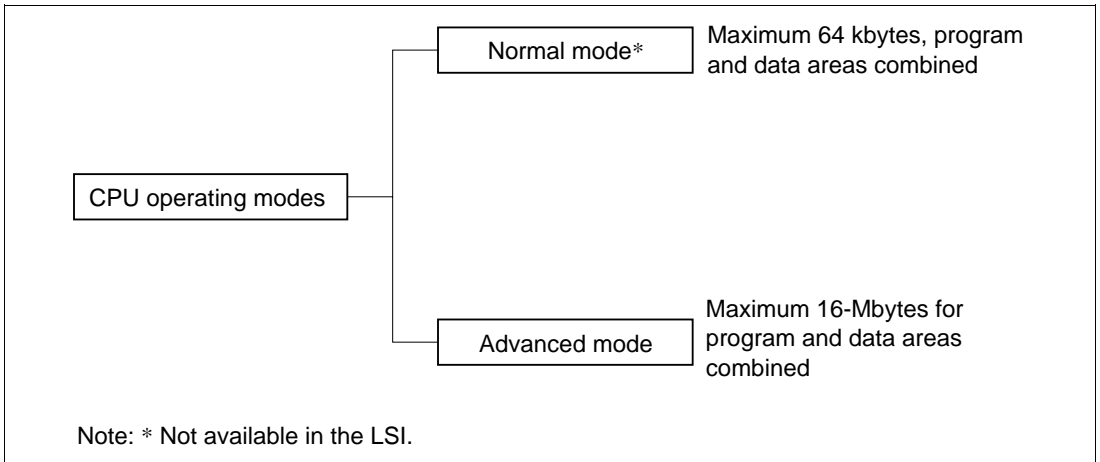 Normal mode*
Maximum 64 kbytes, program
and data areas combined
CPU operating modes
Advanced mode
Maximum 16-Mbytes for
program and data areas
combined
Note: * Not available in the LSI.